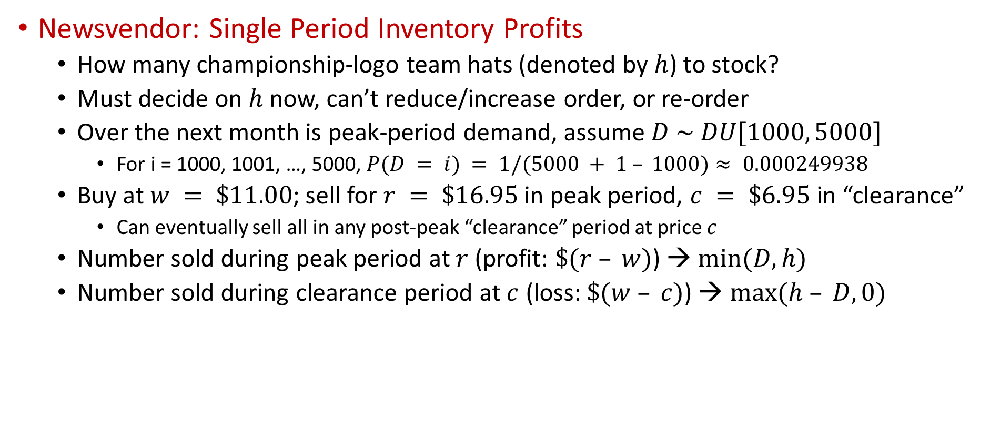 • Newsvendor: Single Period Inventory Profits
• How many championship-logo team hats (denoted by ℎ) to stock?
• Must decide on ℎ now, can’t reduce/increase order, or re-order
• Over the next month is peak-period demand, assume 𝐷 ~ 𝐷𝑈[1000, 5000]
• For i = 1000, 1001, …, 5000, 𝑃(𝐷 = 𝑖) = 1/(5000 + 1 – 1000) ≈ 0.000249938
• Buy at 𝑤 = $11.00; sell for 𝑟 = $16.95 in peak period, 𝑐 = $6.95 in “clearance”
• Can eventually sell all in any post-peak “clearance” period at price 𝑐
• Number sold during peak period at 𝑟 (profit: $(𝑟 – 𝑤)) → min(𝐷, ℎ)
• Number sold during clearance period at 𝑐 (loss: $(𝑤 – 𝑐)) → max(ℎ – 𝐷, 0)